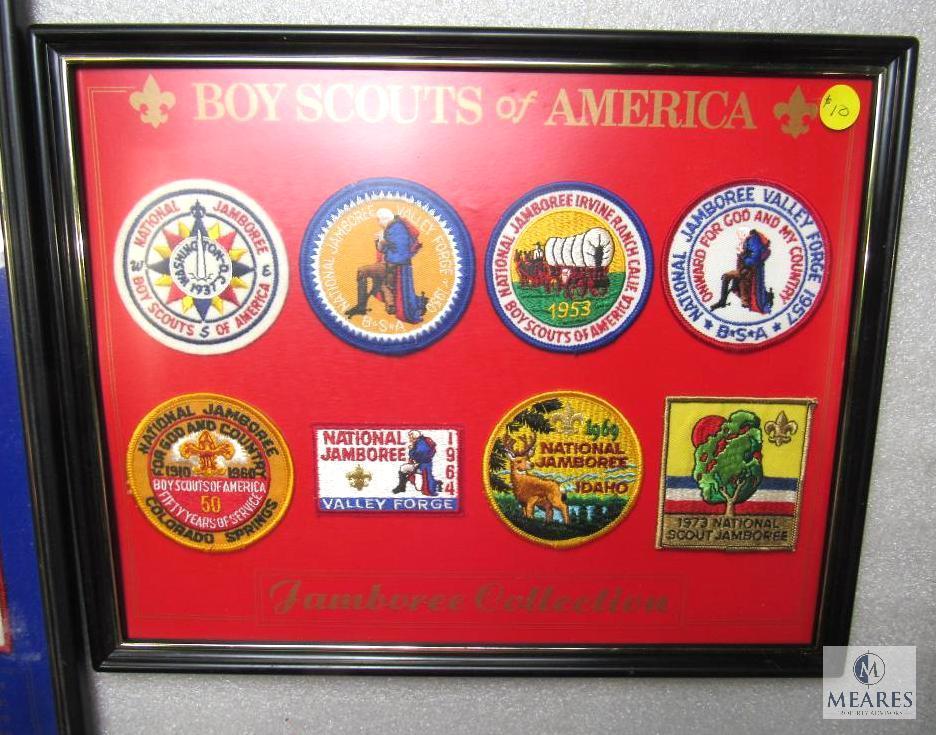 BOY SCOUTS of AMERICA
$10
NATIONAL JAMBOREE
WASHINGTON D.C.
1937
W E
S
BOY SCOUTS OF AMERICA
NATIONAL JAMBOREE VALLEY FORGE 1950
B·S·A
NATIONAL JAMBOREE IRVINE RANCH CALIF.
1953
BOY SCOUTS OF AMERICA
NATIONAL JAMBOREE VALLEY FORGE 1957
ONWARD FOR GOD AND MY COUNTRY
★ B★S★A ★
NATIONAL JAMBOREE
FOR GOD AND COUNTRY
1910 1960
BOY SCOUTS OF AMERICA
50
FIFTY YEARS OF SERVICE
COLORADO SPRINGS
NATIONAL
JAMBOREE
1964
VALLEY FORGE
1969
NATIONAL
JAMBOREE
IDAHO
1973 NATIONAL
SCOUT JAMBOREE
Jamboree Collection
M
MEARES
PROPERTY ADVISORS